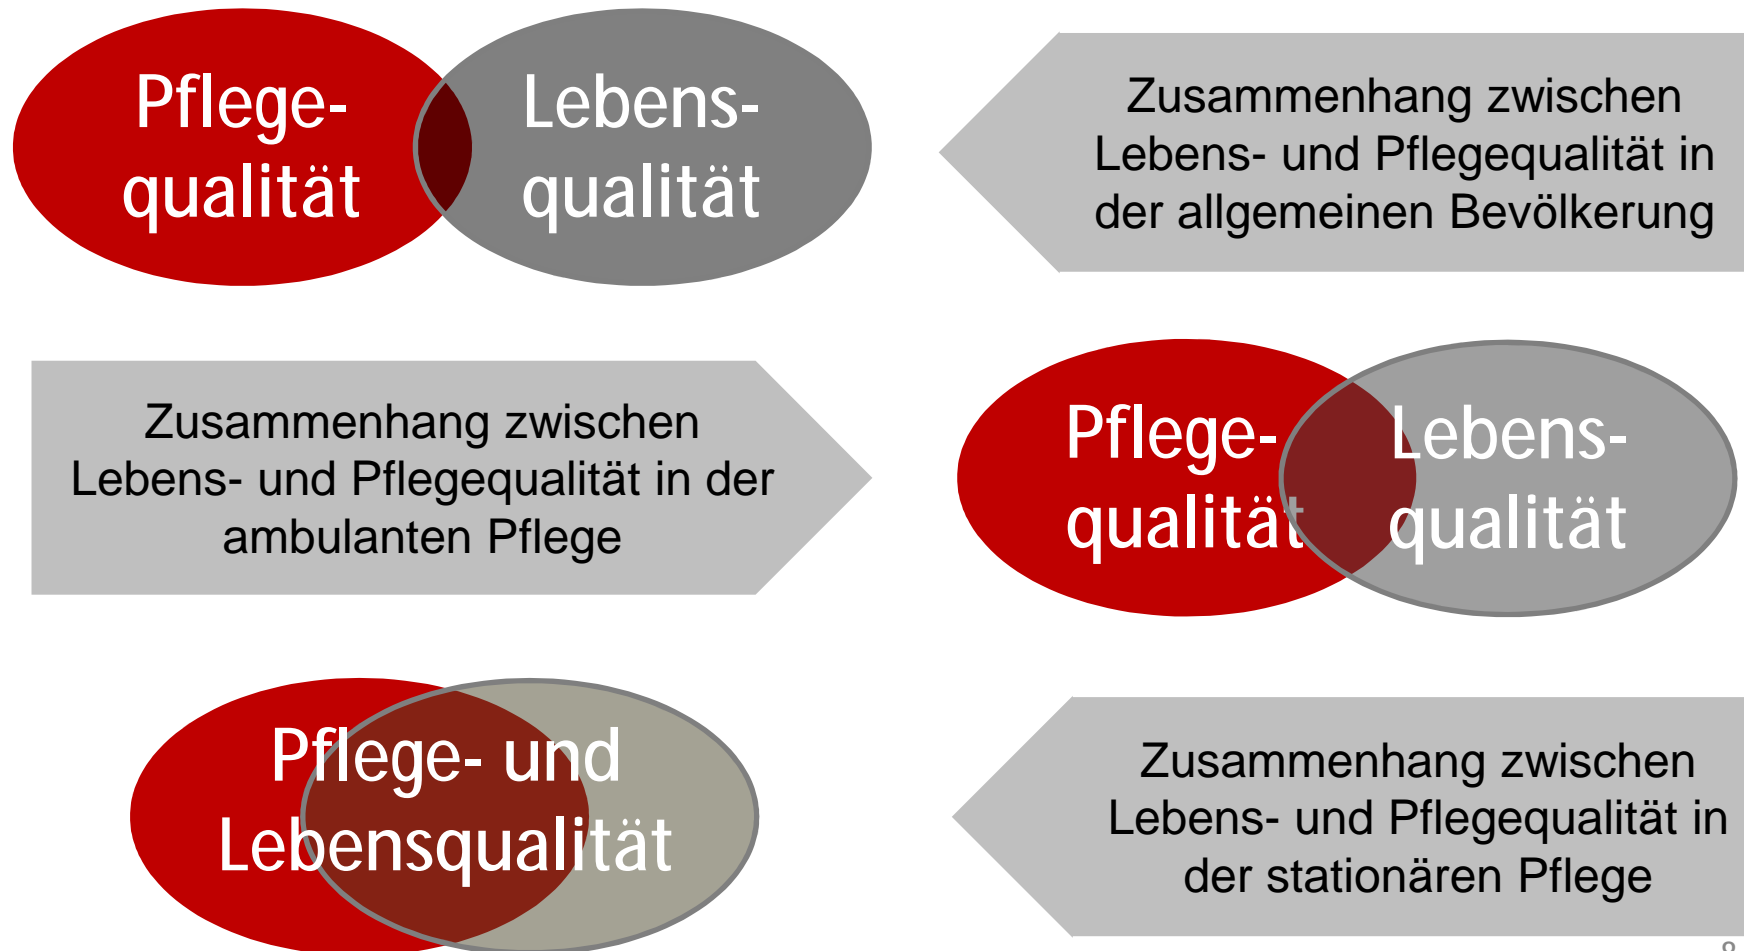 Pflege-
qualität
Lebens-
qualität
Zusammenhang zwischen
Lebens- und Pflegequalität in
der allgemeinen Bevölkerung
Zusammenhang zwischen
Lebens- und Pflegequalität in der
ambulanten Pflege
Pflege-
qualität
Lebens-
qualität
Pflege- und
Lebensqualität
Zusammenhang zwischen
Lebens- und Pflegequalität in
der stationären Pflege